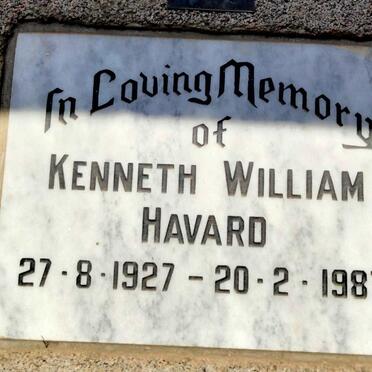 In Loving Memory
of
KENNETH WILLIAM
HAVARD
27·8·1927 – 20·2·198